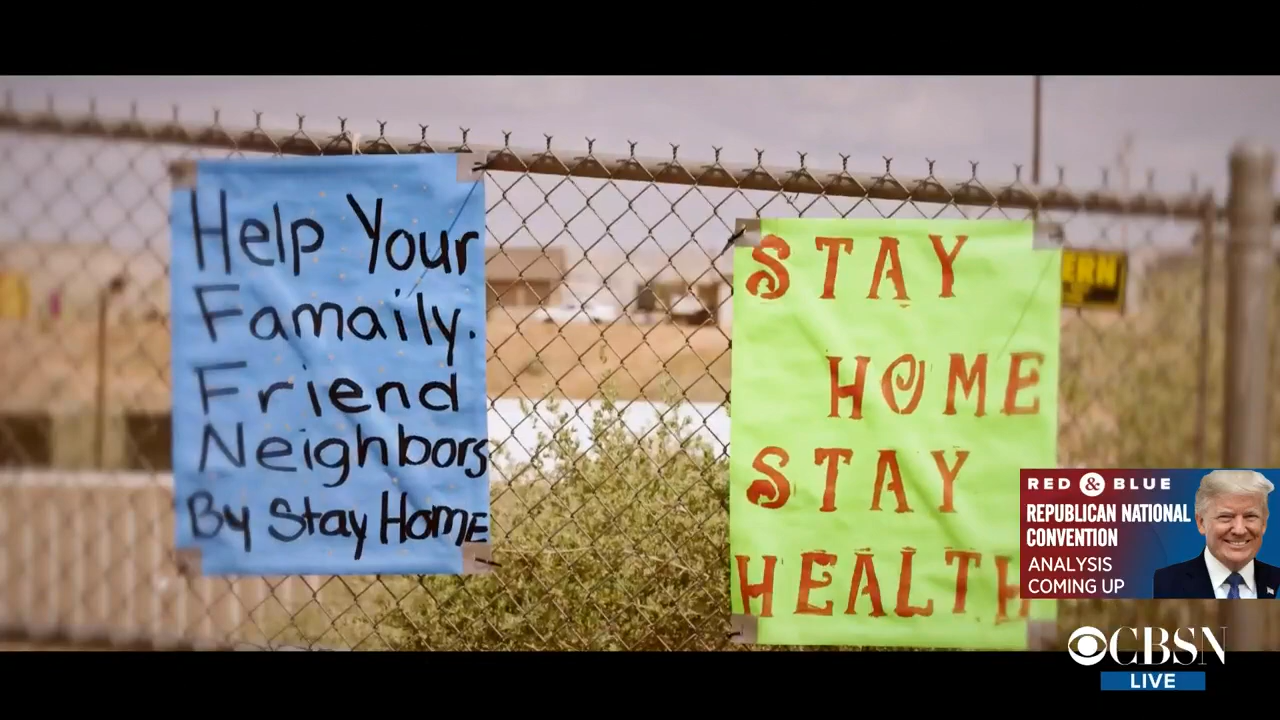 Help Your
Famaily.
Friend
Neighbors
By Stay Home
STAY
HOME
STAY
HEALTH
ERN
RED & BLUE
REPUBLICAN NATIONAL
CONVENTION
ANALYSIS
COMING UP
CBSN
LIVE